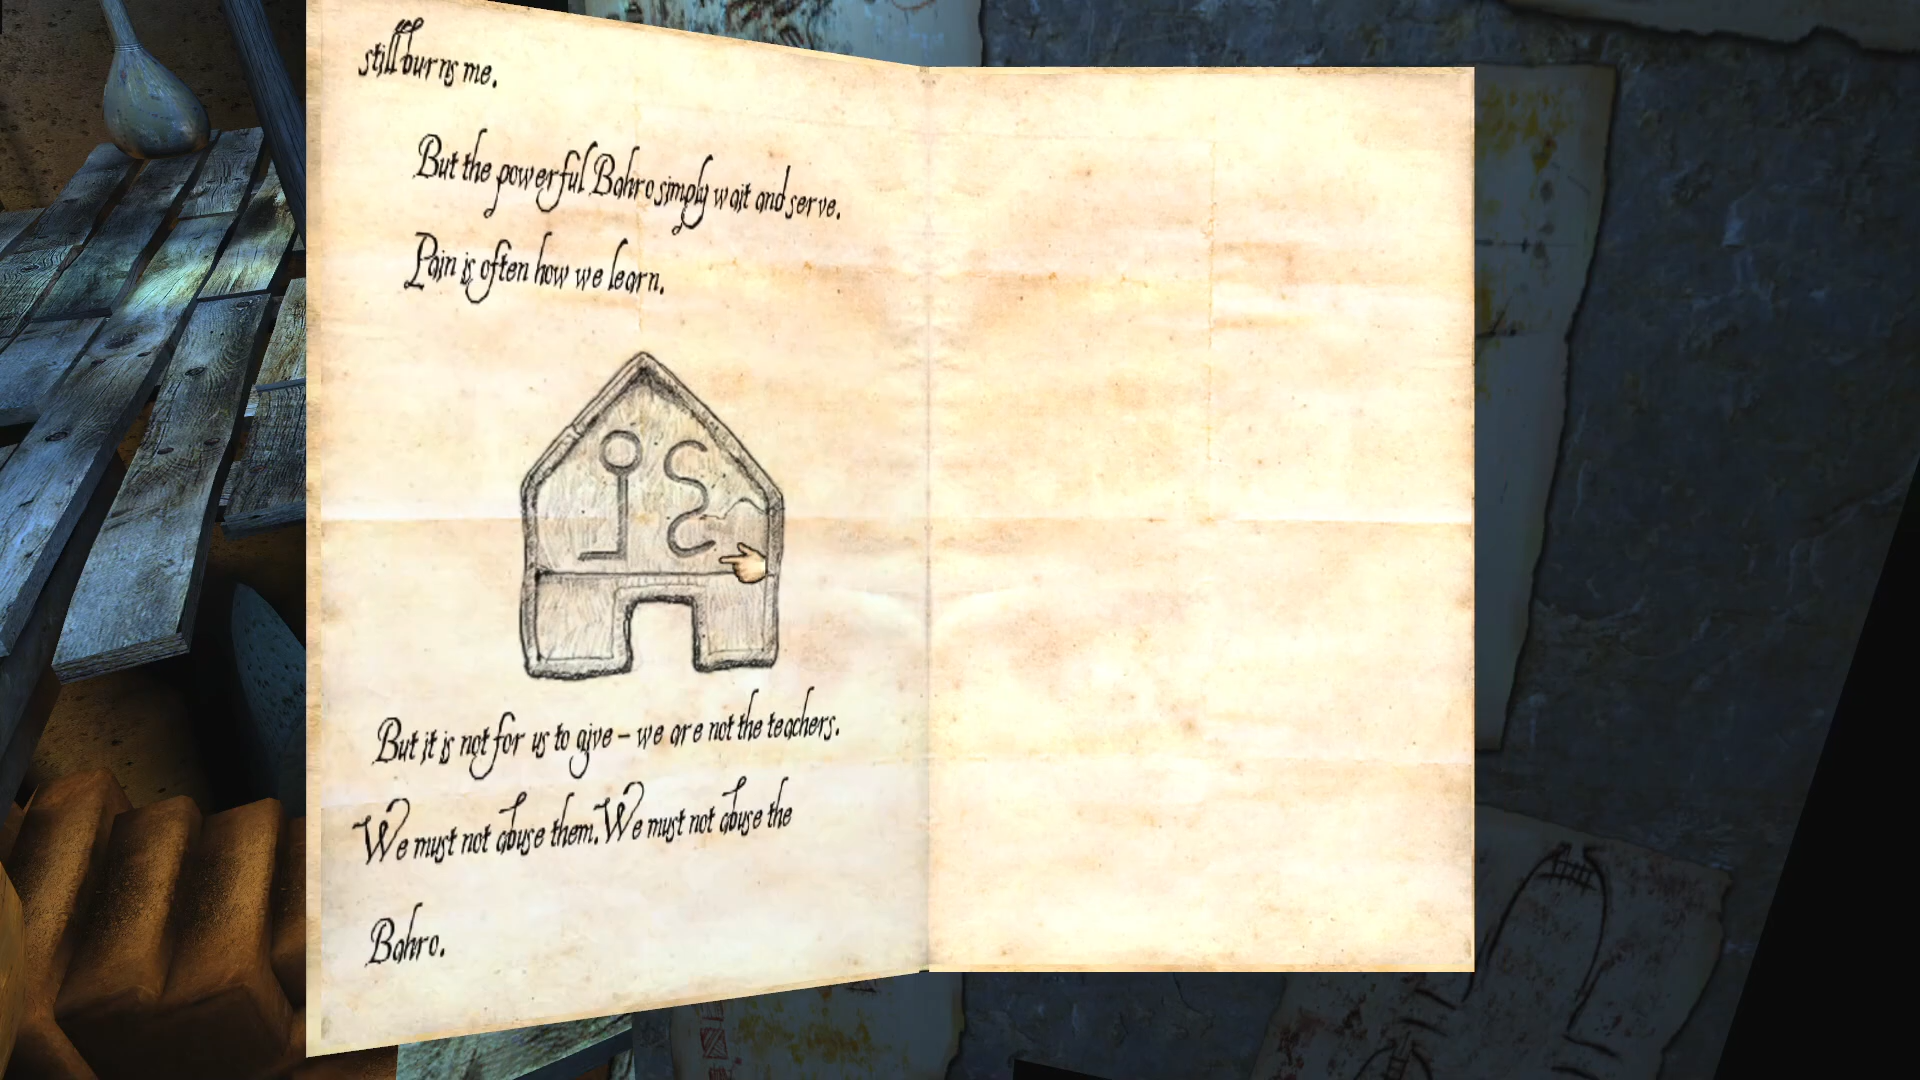 still burns me.
But the powerful Bahro simply wait and serve.
Pain is often how we learn.
But it is not for us to give – we are not the teachers.
We must not abuse them. We must not abuse the
Bahro.